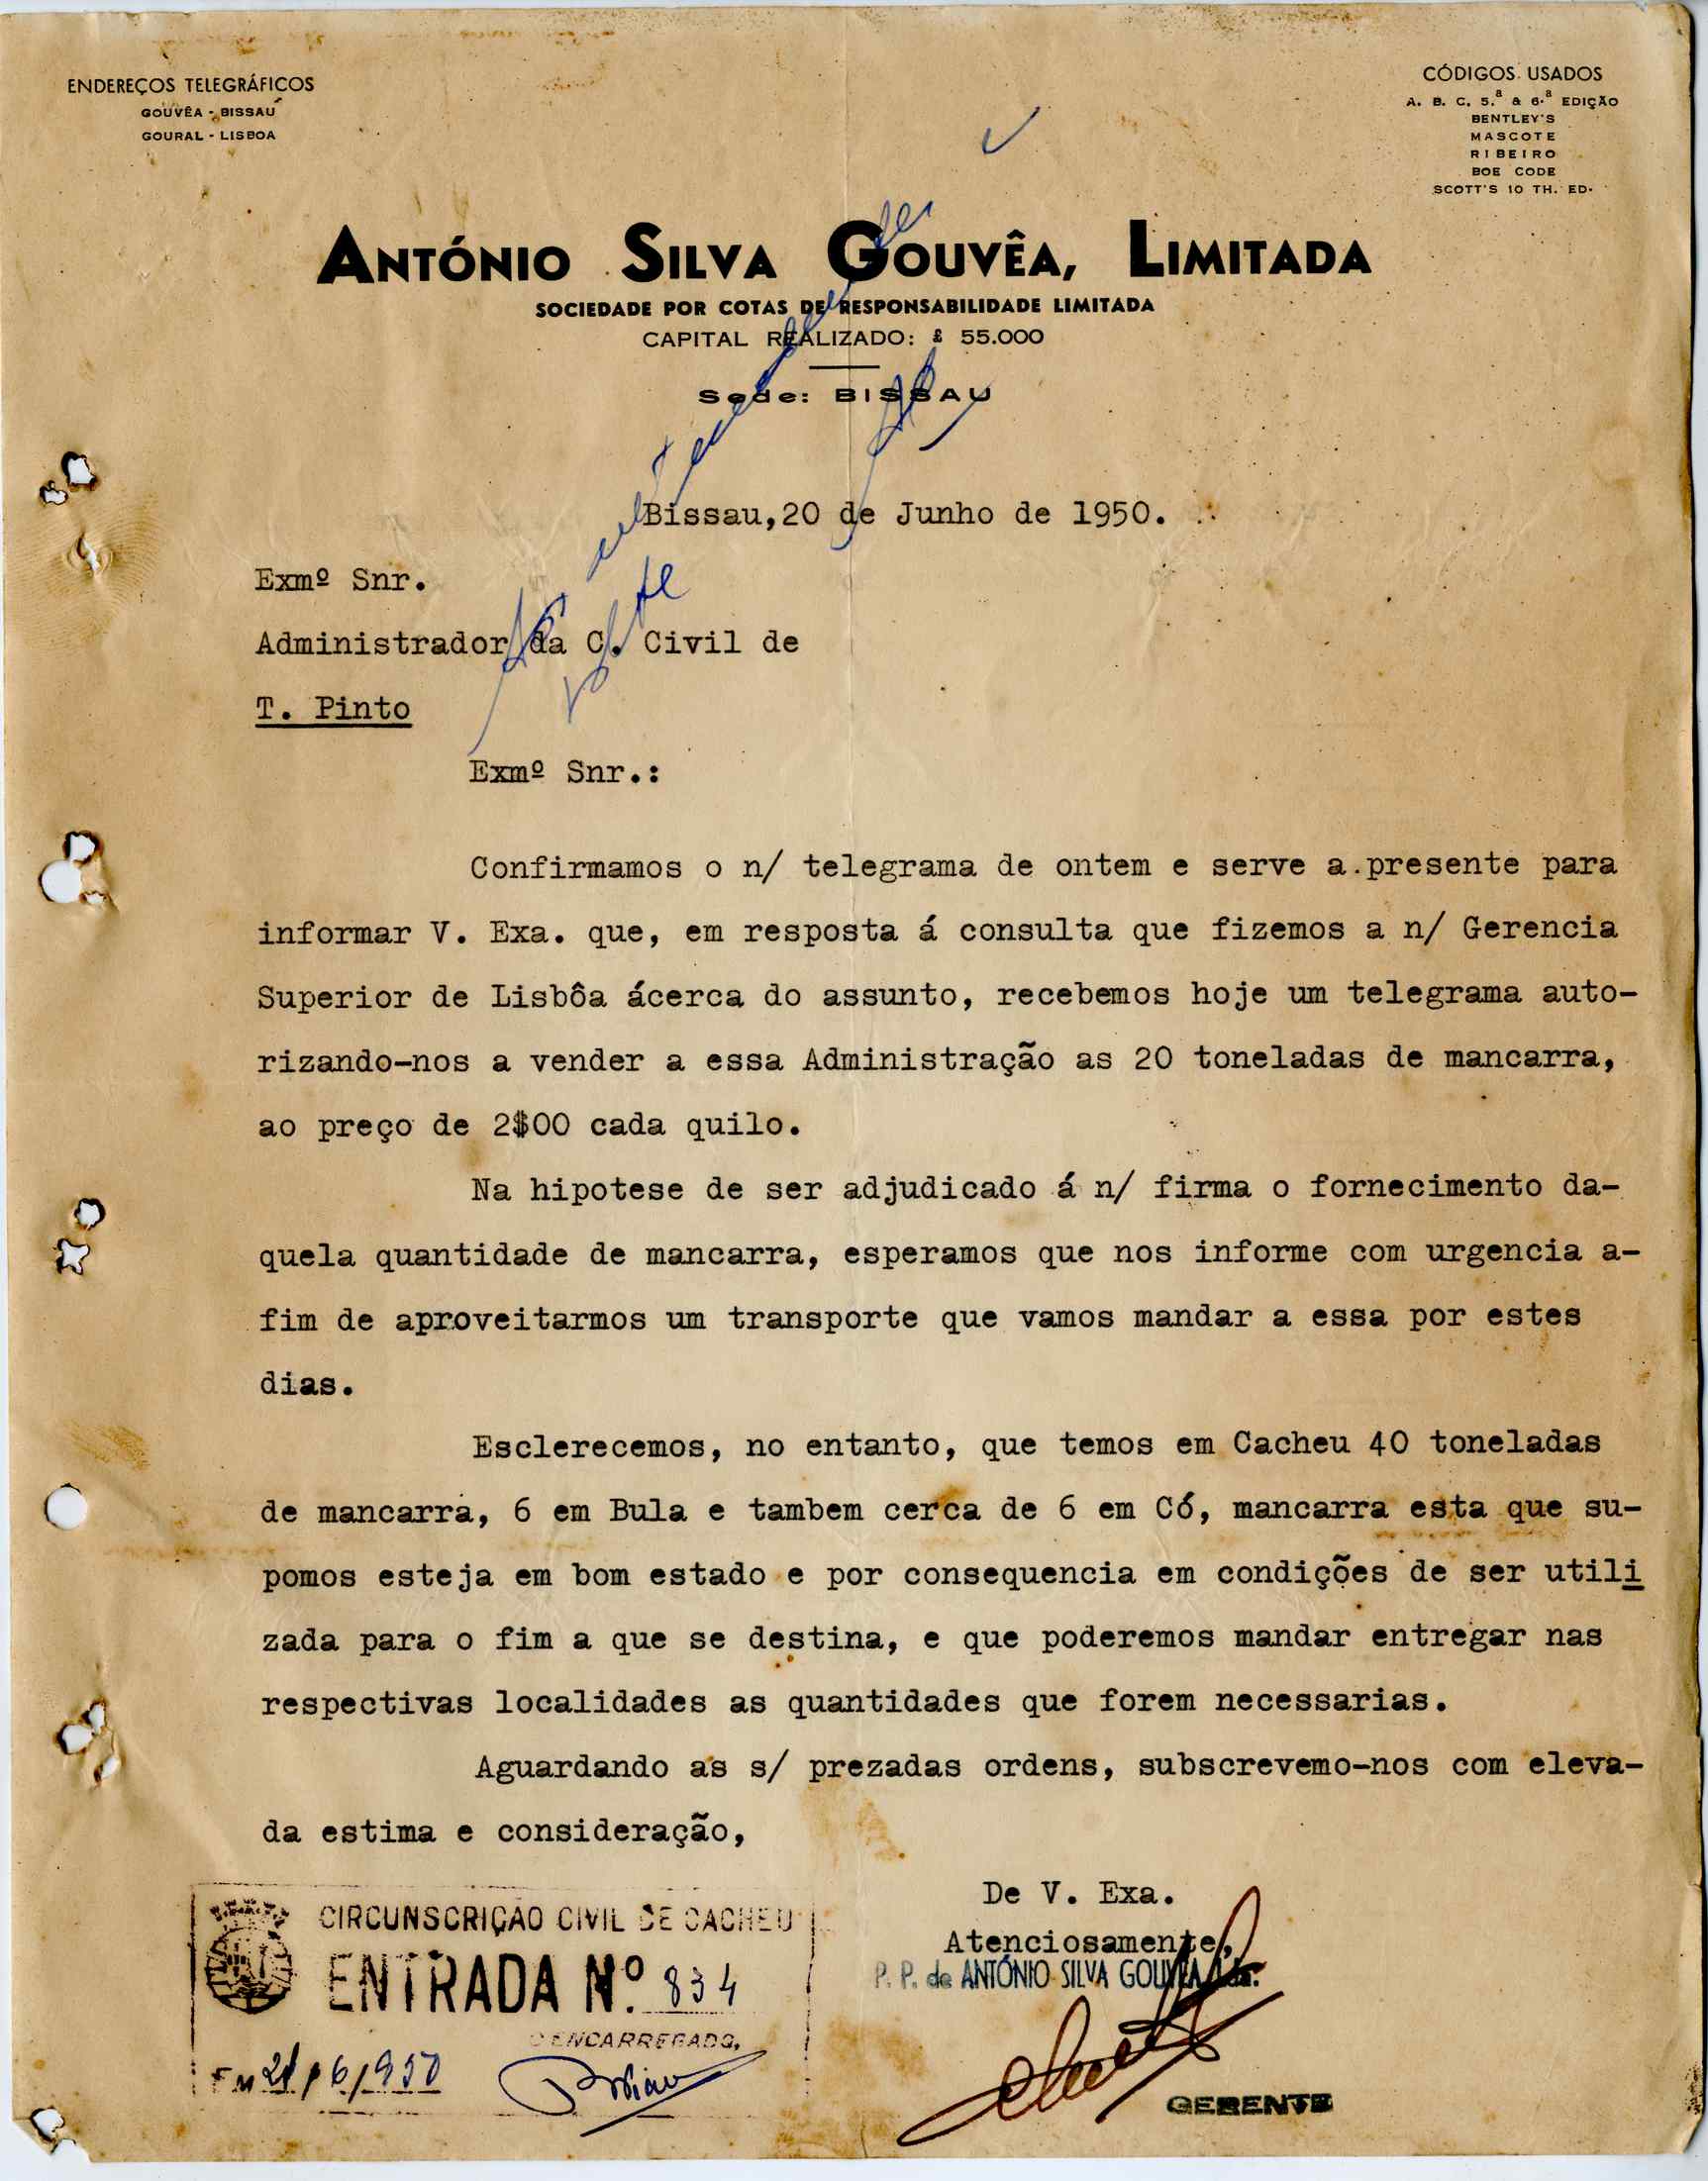 ENDEREÇOS TELEGRÁFICOS
GOUVÊA - BISSAU
GOURAL - LISBOA
CÓDIGOS USADOS
A. B. C. 5.ª & 6.ª EDIÇÃO
BENTLEY'S
MASCOTE
RIBEIRO
BOE CODE
SCOTT'S 10 TH. ED.
ANTÓNIO SILVA GOUVÊA, LIMITADA
SOCIEDADE POR COTAS DE RESPONSABILIDADE LIMITADA
CAPITAL REALIZADO: £ 55.000
Sede: BISSAU
Bissau,20 de Junho de 1950.
Exmº Snr.
Administrador da C. Civil de
T. Pinto
Exmº Snr.:
Confirmamos o n/ telegrama de ontem e serve a presente para
informar V. Exa. que, em resposta á consulta que fizemos a n/ Gerencia
Superior de Lisbôa ácerca do assunto, recebemos hoje um telegrama auto-
rizando-nos a vender a essa Administração as 20 toneladas de mancarra,
ao preço de 2$00 cada quilo.
Na hipotese de ser adjudicado á n/ firma o fornecimento da-
quela quantidade de mancarra, esperamos que nos informe com urgencia a-
fim de aproveitarmos um transporte que vamos mandar a essa por estes
dias.
Esclerecemos, no entanto, que temos em Cacheu 40 toneladas
de mancarra, 6 em Bula e tambem cerca de 6 em Có, mancarra esta que su-
pomos esteja em bom estado e por consequencia em condições de ser utili
zada para o fim a que se destina, e que poderemos mandar entregar nas
respectivas localidades as quantidades que forem necessarias.
Aguardando as s/ prezadas ordens, subscrevemo-nos com eleva-
da estima e consideração,
De V. Exa.
Atenciosamente,
P. P. de ANTÓNIO SILVA GOUVEA, Lda.
GERENTE
CIRCUNSCRIÇÃO CIVIL DE CACHEU
ENTRADA N.º 834
O ENCARREGADO,
EM 21/6/1950